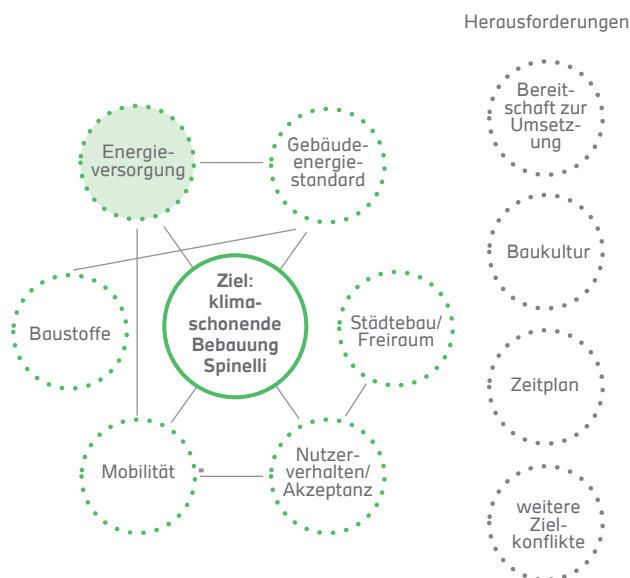 Herausforderungen
Bereit-
schaft zur
Umsetz-
ung
Energie-
versorgung
Gebäude-
energie-
standard
Baukultur
Ziel:
klima-
schonende
Bebauung
Spinelli
Baustoffe
Städtebau/
Freiraum
Zeitplan
Mobilität
Nutzer-
verhalten/
Akzeptanz
weitere
Ziel-
konflikte